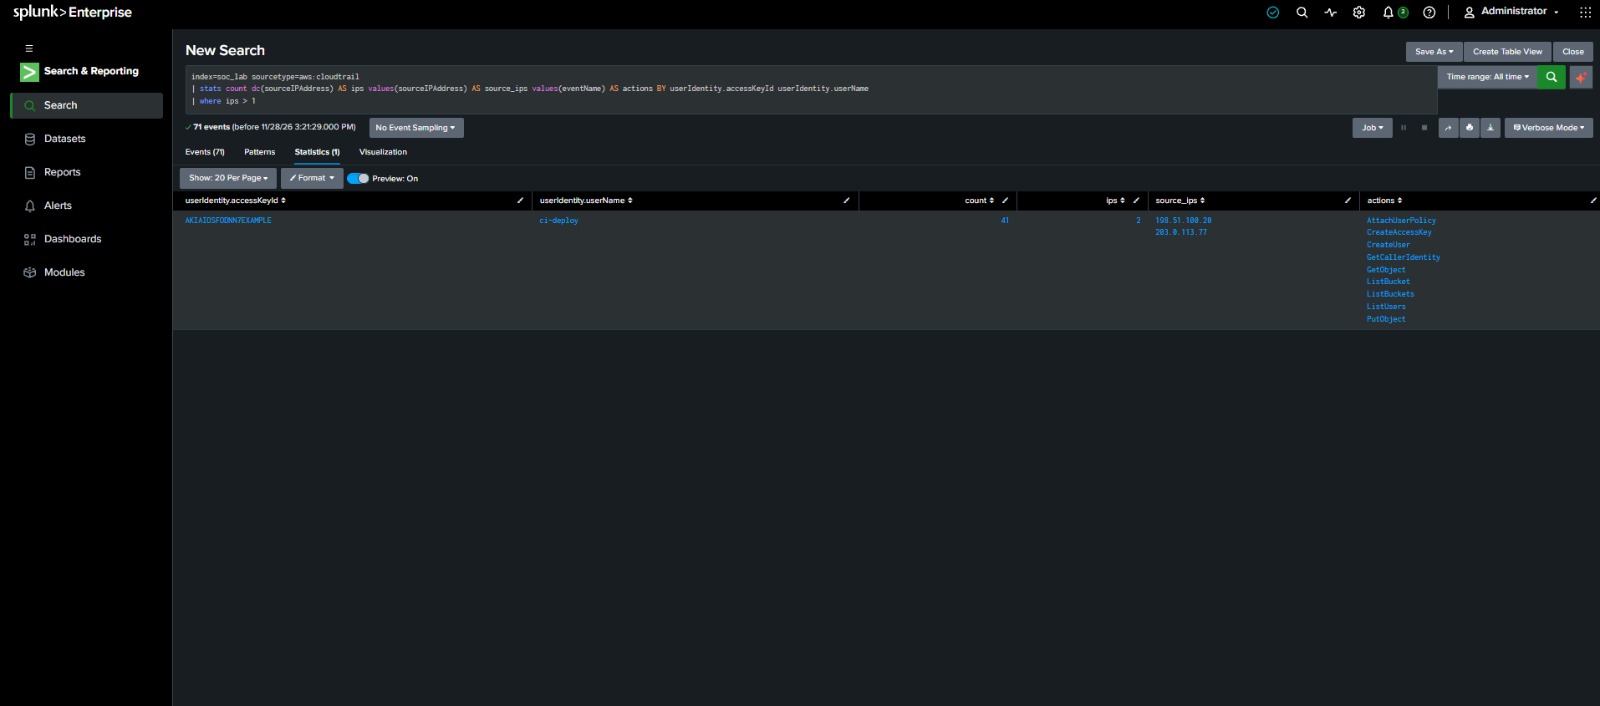 splunk>Enterprise
2
Administrator
Search & Reporting
Search
Datasets
Reports
Alerts
Dashboards
Modules
New Search
Save As
Create Table View
Close
index=soc_lab sourcetype=aws:cloudtrail
| stats count dc(sourceIPAddress) AS ips values(sourceIPAddress) AS source_ips values(eventName) AS actions BY userIdentity.accessKeyId userIdentity.userName
| where ips > 1
Time range: All time
71 events (before 11/28/26 3:21:29.000 PM)
No Event Sampling
Job
Verbose Mode
Events (71)
Patterns
Statistics (1)
Visualization
Show: 20 Per Page
Format
Preview: On
userIdentity.accessKeyId
userIdentity.userName
count
ips
source_ips
actions
AKIAIOSFODNN7EXAMPLE
ci-deploy
41
2
198.51.100.20
203.0.113.77
AttachUserPolicy
CreateAccessKey
CreateUser
GetCallerIdentity
GetObject
ListBucket
ListBuckets
ListUsers
PutObject